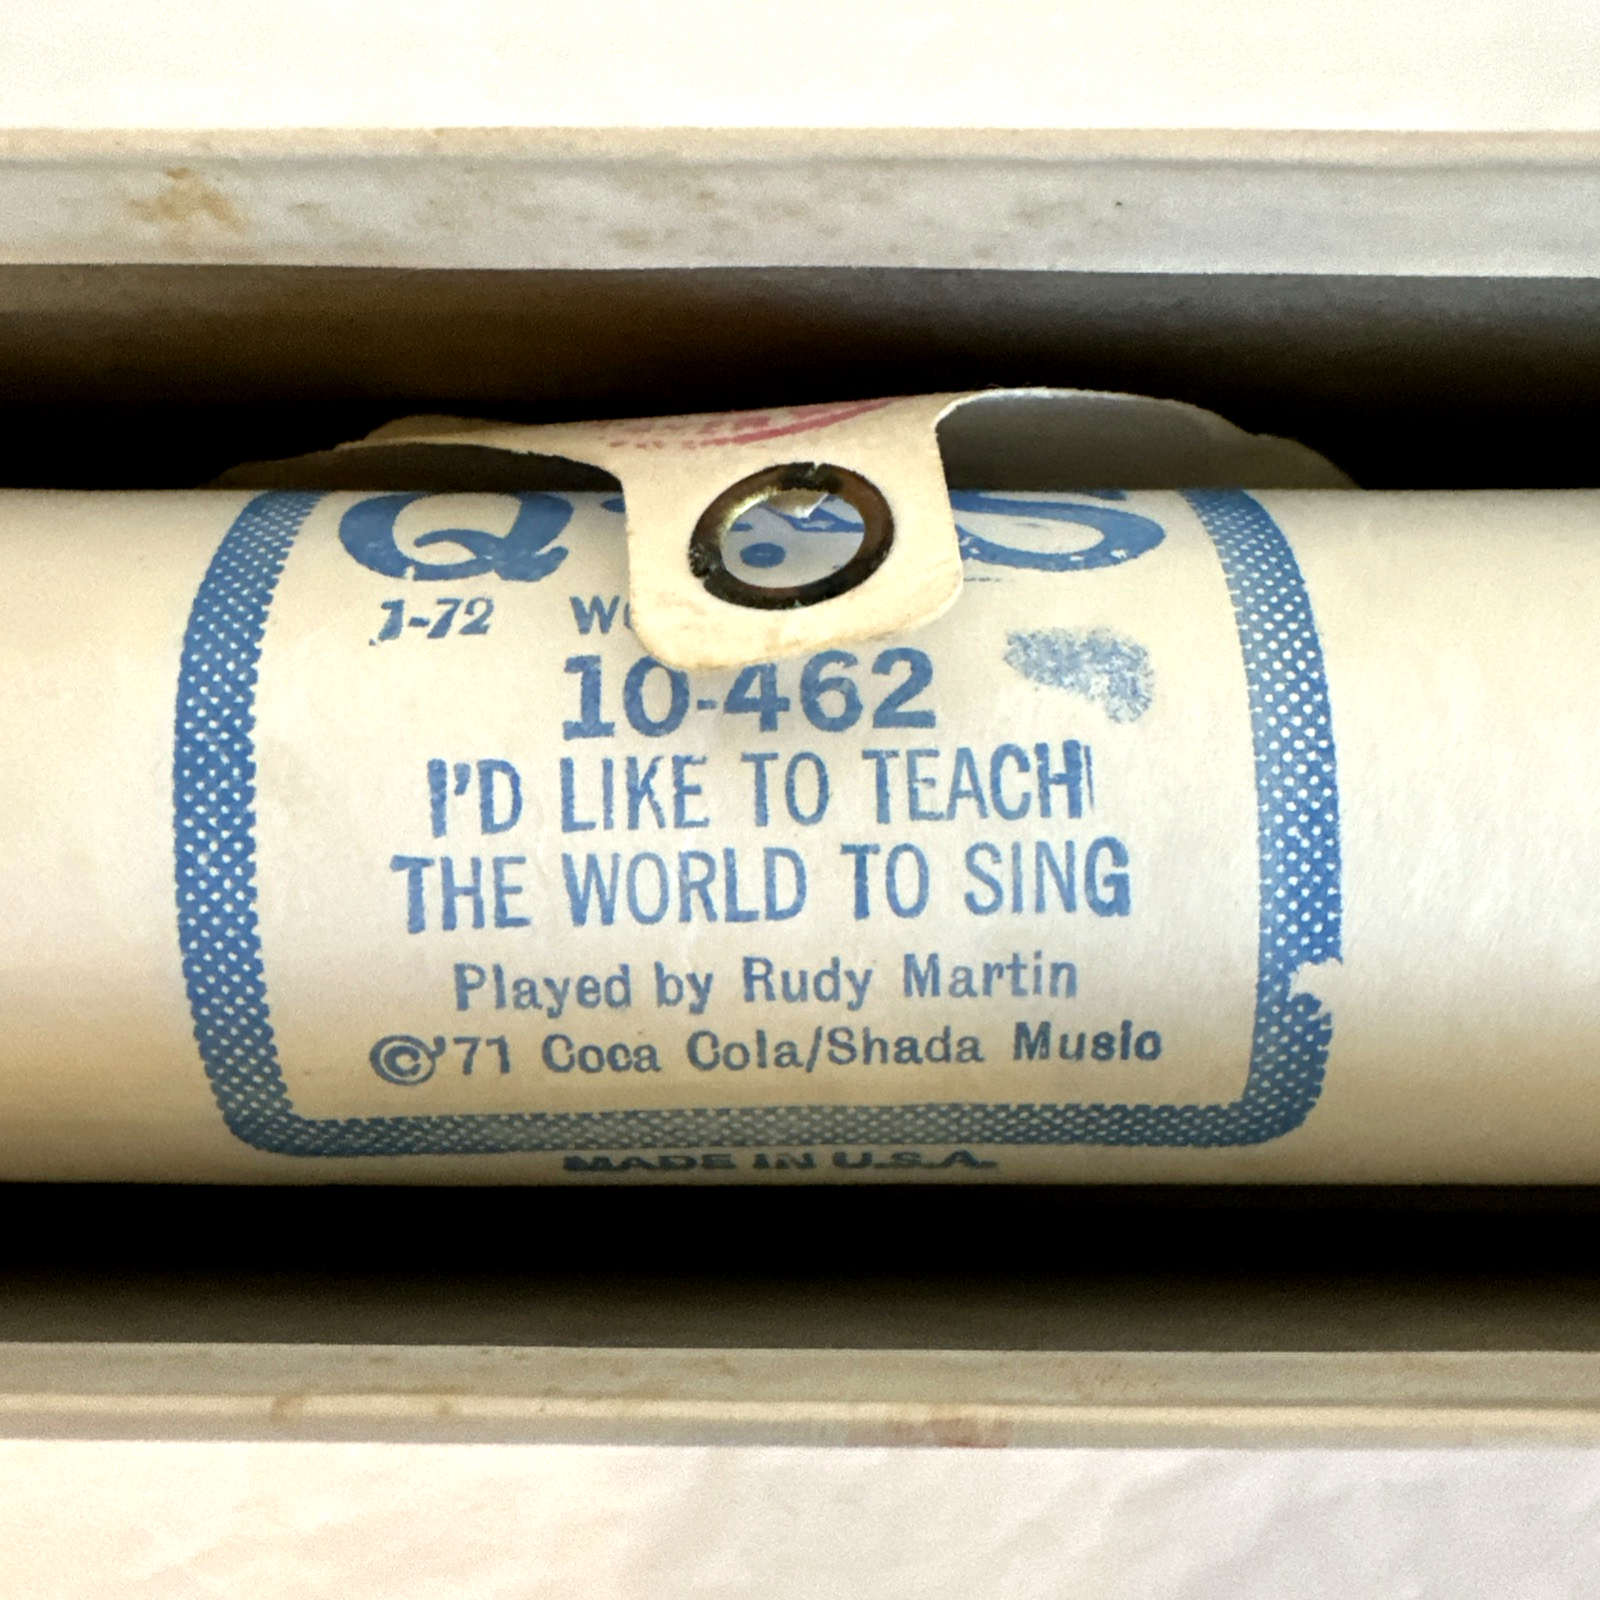 1-72
10-462
I'D LIKE TO TEACH
THE WORLD TO SING
Played by Rudy Martin
©'71 Coca Cola/Shada Music
MADE IN U.S.A.